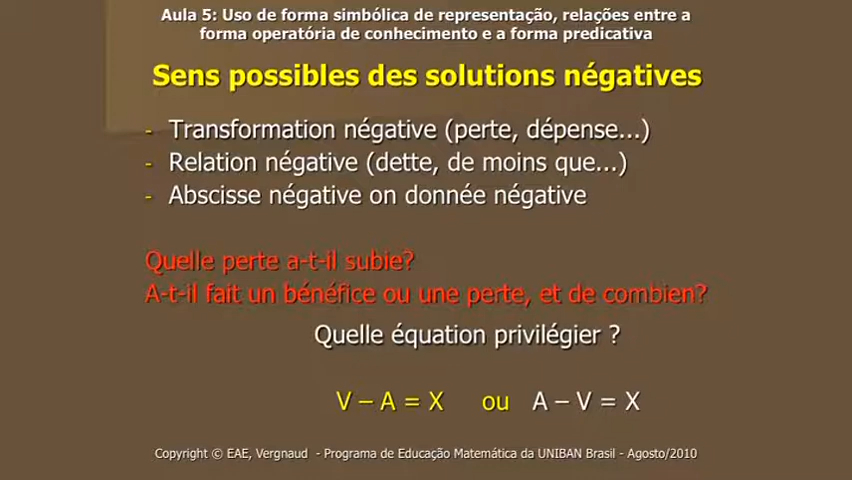 Aula 5: Uso de forma simbólica de representação, relações entre a
forma operatória de conhecimento e a forma predicativa
Sens possibles des solutions négatives
- Transformation négative (perte, dépense...)
- Relation négative (dette, de moins que...)
- Abscisse négative on donnée négative
Quelle perte a-t-il subie?
A-t-il fait un bénéfice ou une perte, et de combien?
Quelle équation privilégier ?
V – A = X ou A – V = X
Copyright © EAE, Vergnaud - Programa de Educação Matemática da UNIBAN Brasil - Agosto/2010